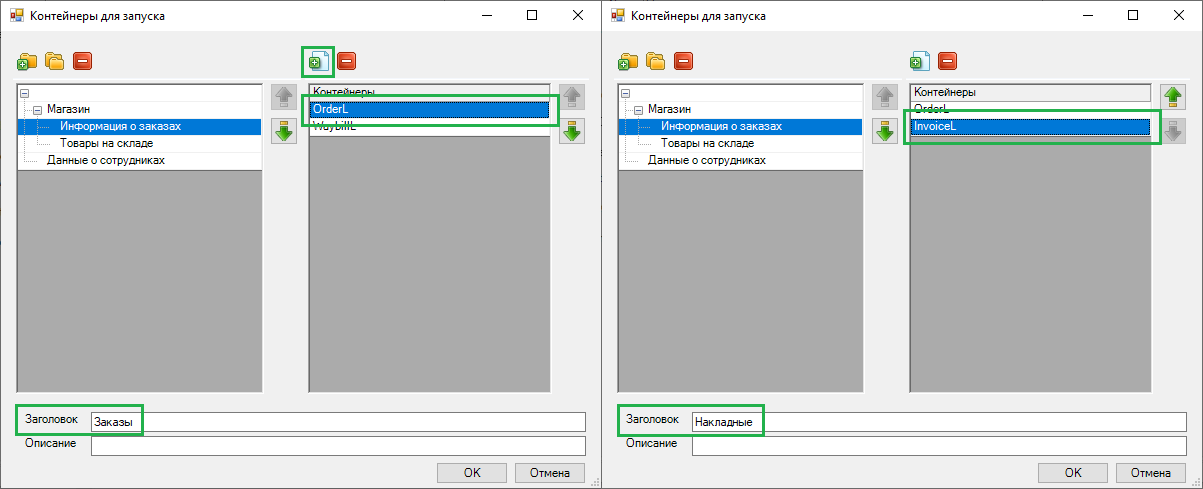 Контейнеры для запуска
Магазин
Информация о заказах
Товары на складе
Данные о сотрудниках
Контейнеры
OrderL
WaybillL
Заголовок Заказы
Описание
OK Отмена
Контейнеры для запуска
Магазин
Информация о заказах
Товары на складе
Данные о сотрудниках
Контейнеры
OrderL
InvoiceL
Заголовок Накладные
Описание
OK Отмена